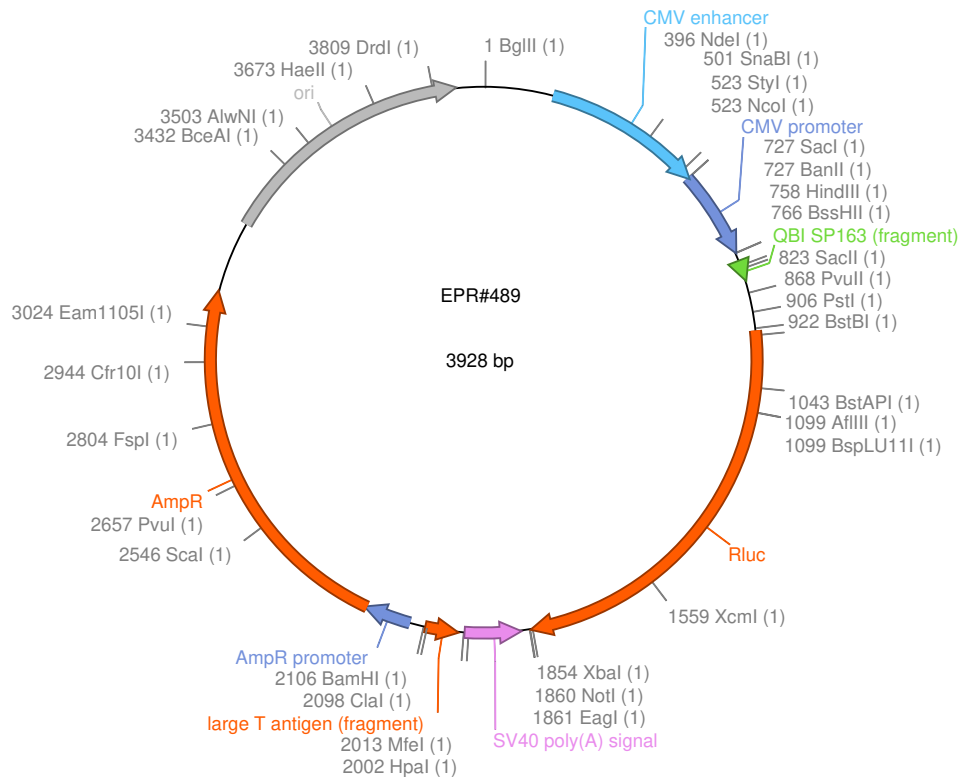 CMV enhancer
3809 DrdI (1)
1 BglII (1)
396 NdeI (1)
501 SnaBI (1)
3673 HaeII (1)
ori
523 StyI (1)
523 NcoI (1)
3503 AlwNI (1)
3432 BceAI (1)
CMV promoter
727 SacI (1)
727 BanII (1)
758 HindIII (1)
766 BssHII (1)
QBI SP163 (fragment)
823 SacII (1)
868 PvuII (1)
906 PstI (1)
922 BstBI (1)
EPR#489
3928 bp
3024 Eam1105I (1)
2944 Cfr10I (1)
2804 FspI (1)
1043 BstAPI (1)
1099 AflIII (1)
1099 BspLU11I (1)
AmpR
2657 PvuI (1)
2546 ScaI (1)
Rluc
1559 XcmI (1)
AmpR promoter
2106 BamHI (1)
2098 ClaI (1)
large T antigen (fragment)
2013 MfeI (1)
2002 HpaI (1)
1854 XbaI (1)
1860 NotI (1)
1861 EagI (1)
SV40 poly(A) signal